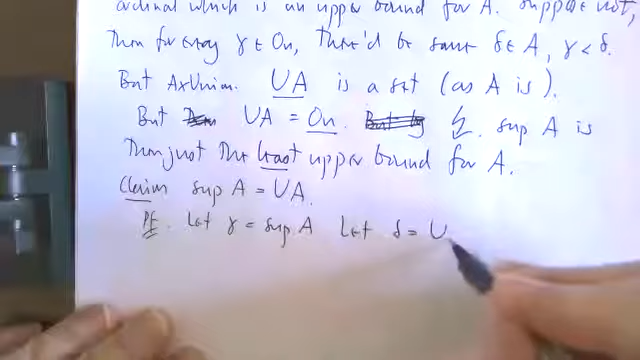 ordinal which is an upper bound for A. Suppose not,
Then for every γ ∈ On, there'd be some δ ∈ A, γ < δ.
But AxUnion. ∪A is a set (as A is).
But ∪A = On. ↯. sup A is
Then just the least upper bound for A.
Claim sup A = ∪A.
Pf. Let γ = sup A Let δ = ∪